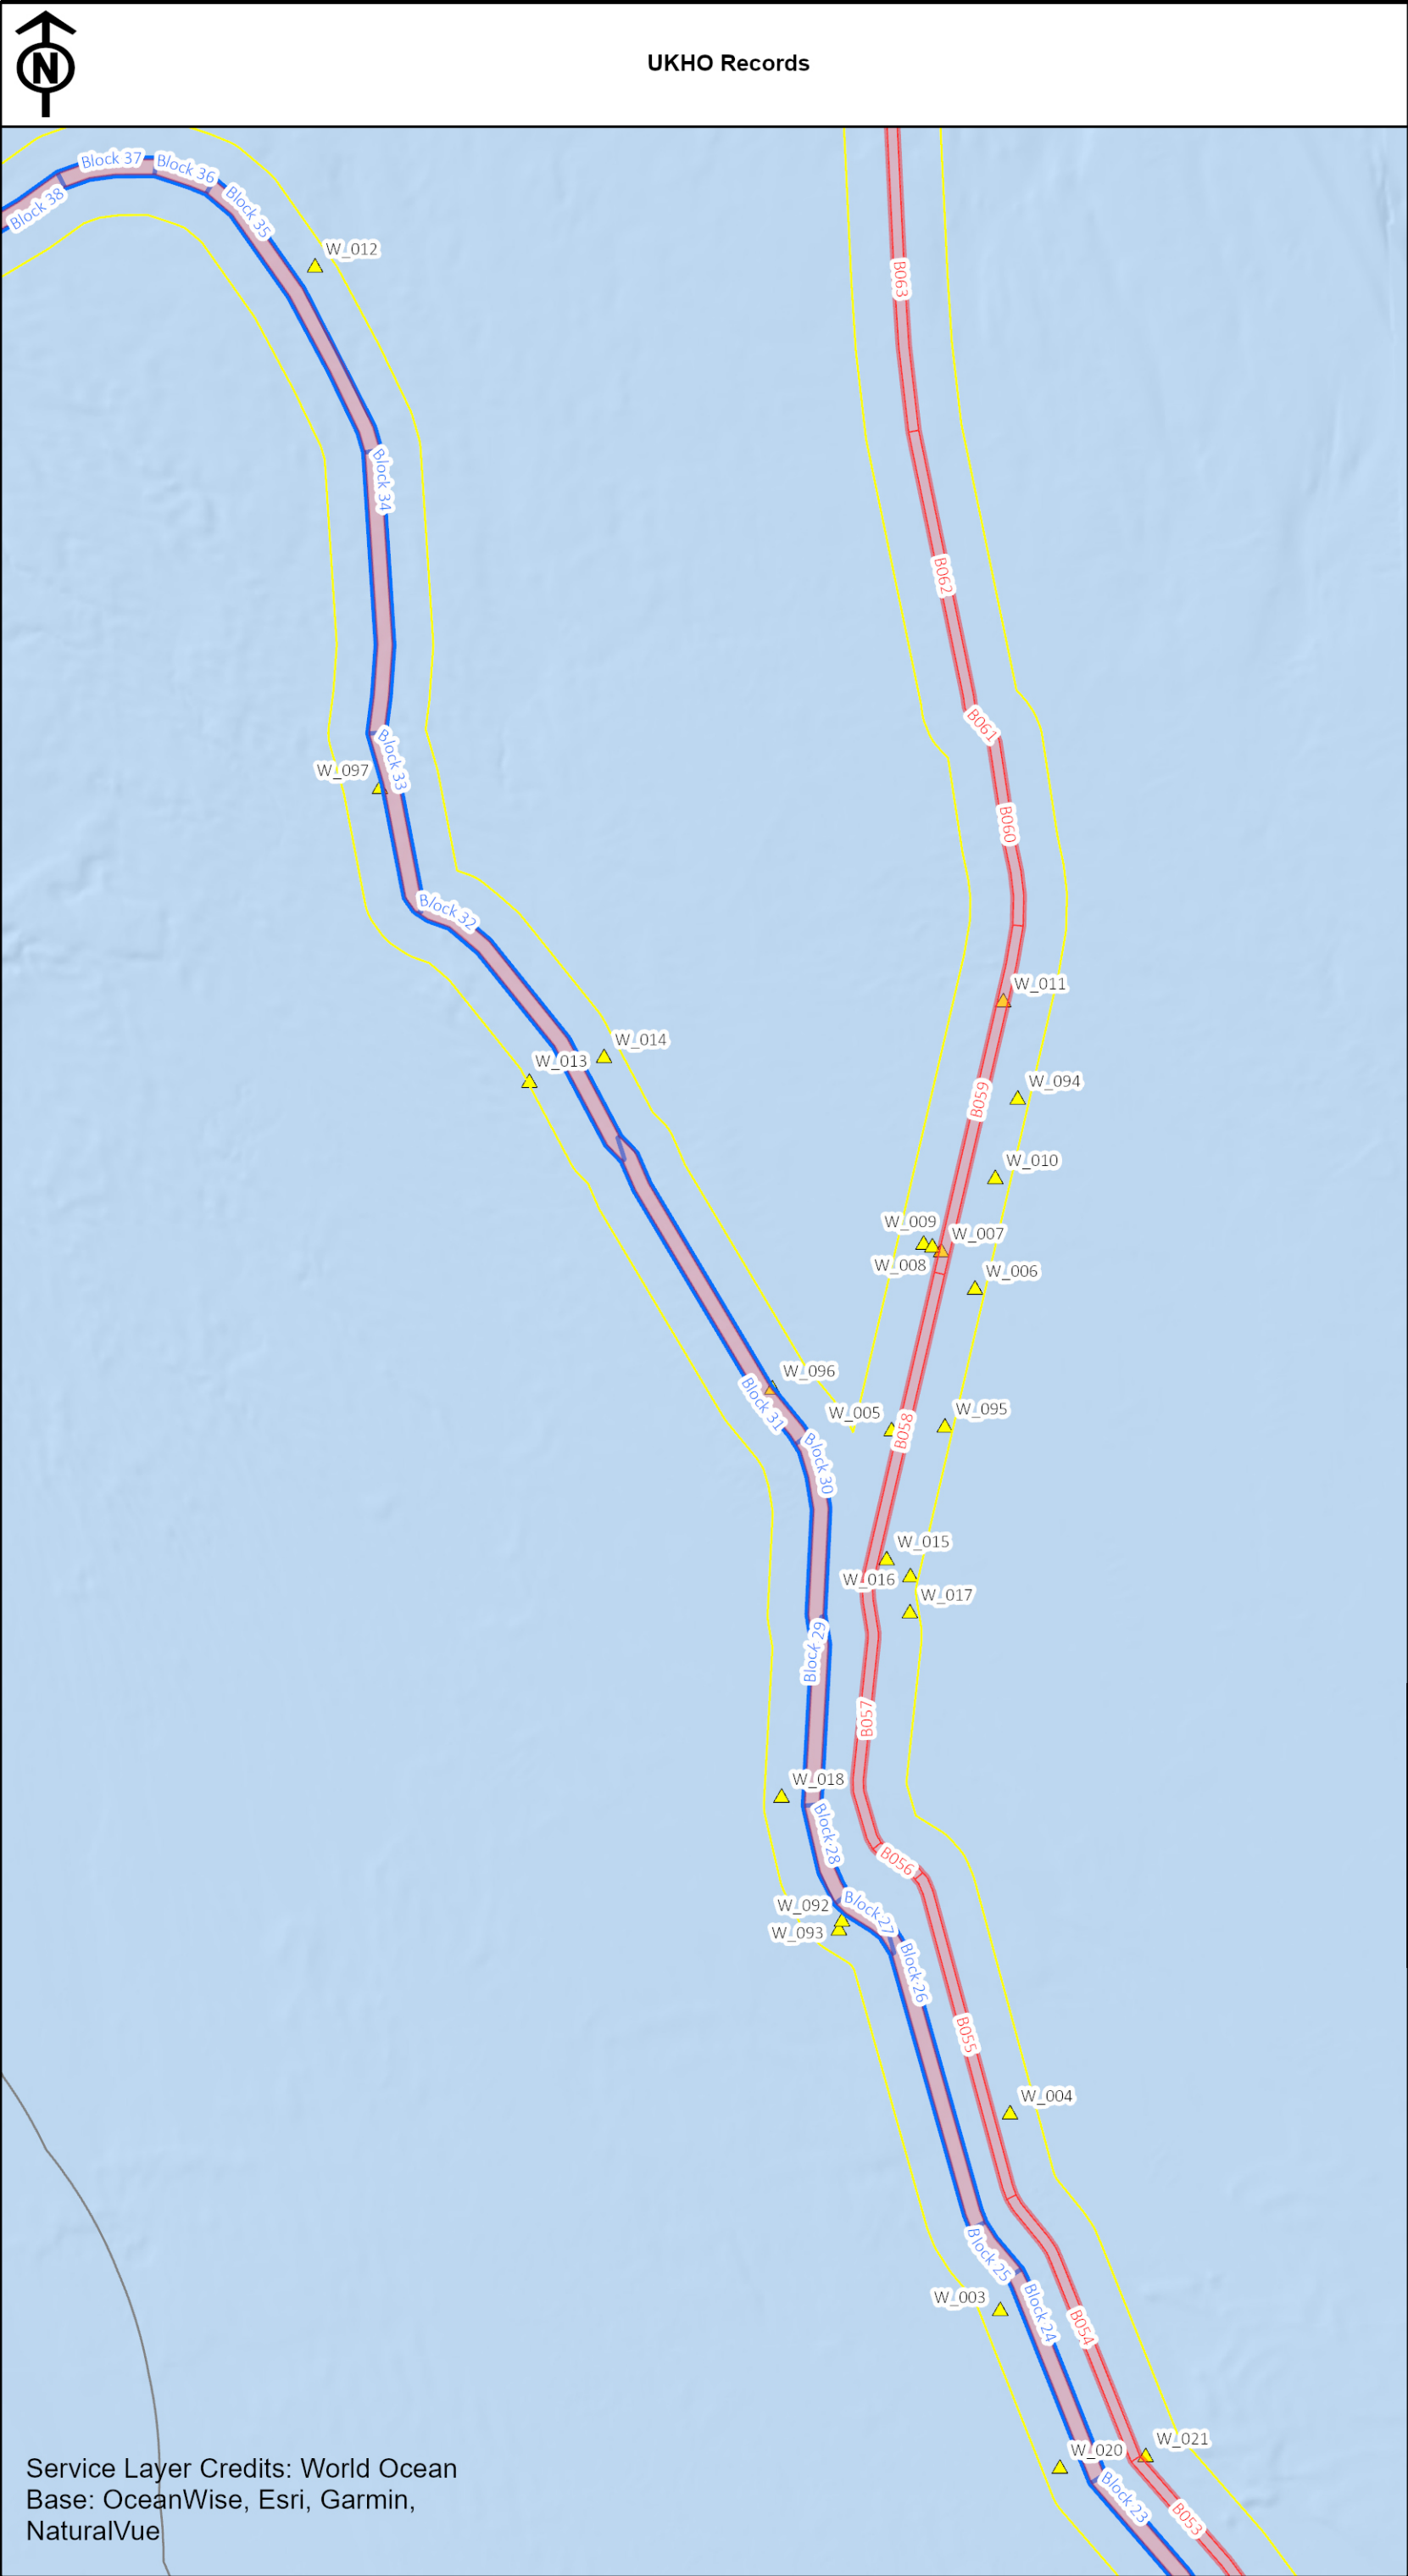 N
UKHO Records
Block 37
Block 36
Block 38
Block 35
W_012
B063
Block 34
B062
B061
Block 33
W_097
B060
Block 32
W_011
W_014
W_013
W_094
B059
W_010
W_009
W_007
W_008
W_006
W_096
Block 31
W_005
W_095
B058
Block 30
W_015
W_016
W_017
Block 29
B057
W_018
Block 28
B056
W_092
Block 27
W_093
Block 26
B055
W_004
Block 25
W_003
Block 24
B054
W_021
W_020
Block 23
B053
Service Layer Credits: World Ocean
Base: OceanWise, Esri, Garmin,
NaturalVue